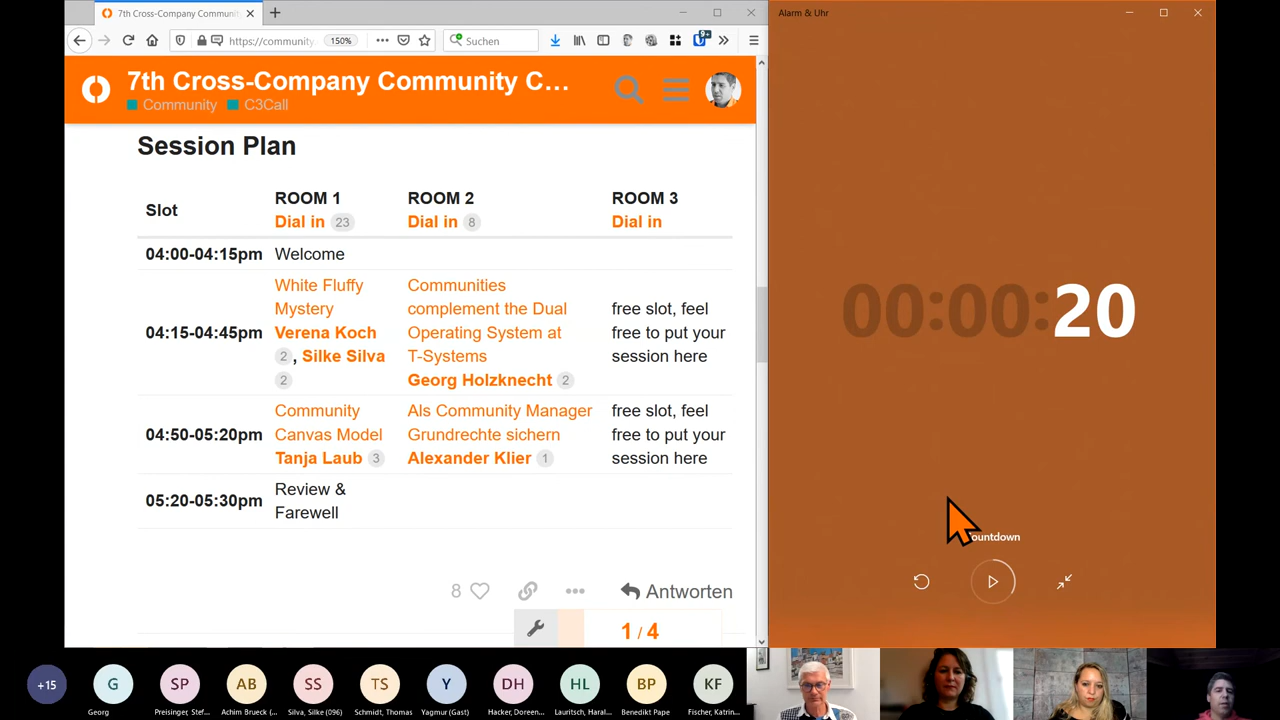 7th Cross-Company Community
https://community.
150%
Suchen
9+
7th Cross-Company Community C...
Community C3Call
Session Plan
Slot
ROOM 1
Dial in 23
ROOM 2
Dial in 8
ROOM 3
Dial in
04:00-04:15pm
Welcome
04:15-04:45pm
White Fluffy
Mystery
Verena Koch
2, Silke Silva
2
Communities
complement the Dual
Operating System at
T-Systems
Georg Holzknecht 2
free slot, feel
free to put your
session here
04:50-05:20pm
Community
Canvas Model
Tanja Laub 3
Als Community Manager
Grundrechte sichern
Alexander Klier 1
free slot, feel
free to put your
session here
05:20-05:30pm
Review &
Farewell
8
Antworten
1 / 4
Alarm & Uhr
00:00:20
ountdown
+15
G
SP
AB
SS
TS
Y
DH
HL
BP
KF
Georg
Preisinger, Stef...
Achim Brueck (...
Silva, Silke (096)
Schmidt, Thomas
Yagmur (Gast)
Hacker, Doreen...
Lauritsch, Haral...
Benedikt Pape
Fischer, Katrin...